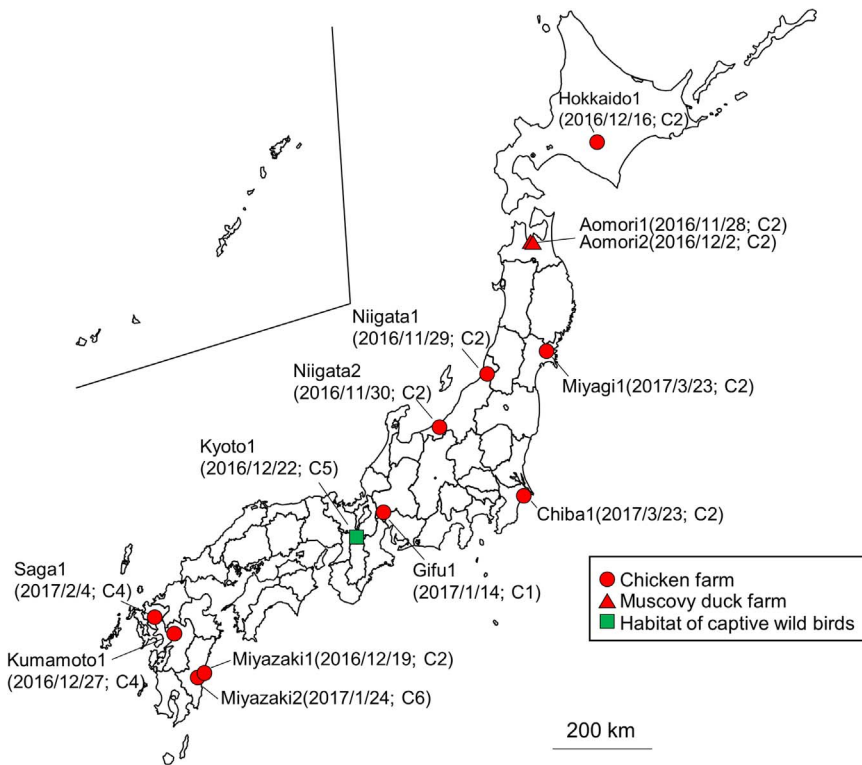 Hokkaido1
(2016/12/16; C2)
Aomori1(2016/11/28; C2)
Aomori2(2016/12/2; C2)
Niigata1
(2016/11/29; C2)
Niigata2
(2016/11/30; C2)
Miyagi1(2017/3/23; C2)
Kyoto1
(2016/12/22; C5)
Chiba1(2017/3/23; C2)
Gifu1
(2017/1/14; C1)
Saga1
(2017/2/4; C4)
Kumamoto1
(2016/12/27; C4)
Miyazaki1(2016/12/19; C2)
Miyazaki2(2017/1/24; C6)
Chicken farm
Muscovy duck farm
Habitat of captive wild birds
200 km